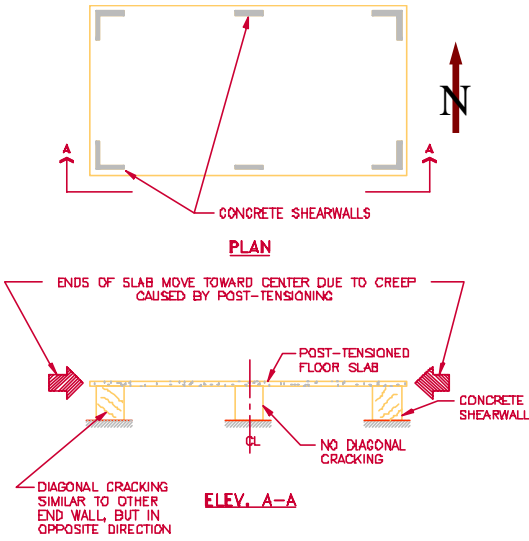 N
A
A
CONCRETE SHEARWALLS
PLAN
ENDS OF SLAB MOVE TOWARD CENTER DUE TO CREEP
CAUSED BY POST-TENSIONING
POST-TENSIONED
FLOOR SLAB
CONCRETE
SHEARWALL
NO DIAGONAL
CRACKING
CL
DIAGONAL CRACKING
SIMILAR TO OTHER
END WALL, BUT IN
OPPOSITE DIRECTION
ELEV. A-A